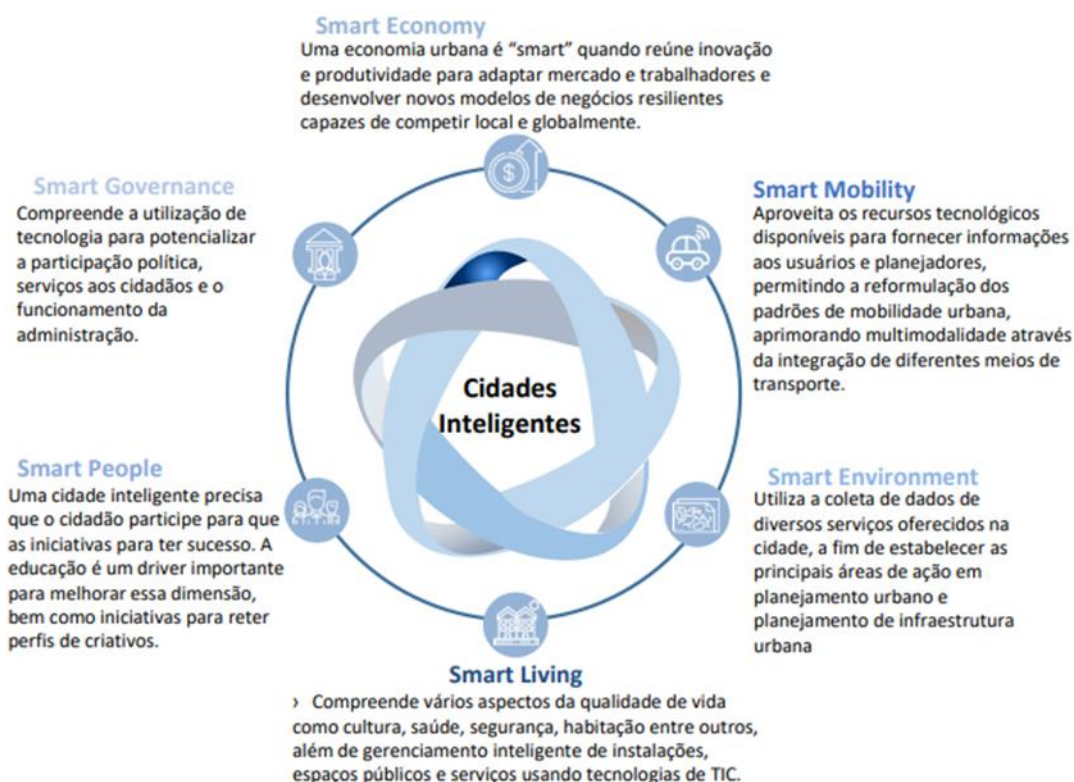 Smart Economy
Uma economia urbana é “smart” quando reúne inovação
e produtividade para adaptar mercado e trabalhadores e
desenvolver novos modelos de negócios resilientes
capazes de competir local e globalmente.
Smart Governance
Compreende a utilização de
tecnologia para potencializar
a participação política,
serviços aos cidadãos e o
funcionamento da
administração.
Smart Mobility
Aproveita os recursos tecnológicos
disponíveis para fornecer informações
aos usuários e planejadores,
permitindo a reformulação dos
padrões de mobilidade urbana,
aprimorando multimodalidade através
da integração de diferentes meios de
transporte.
Cidades
Inteligentes
Smart People
Uma cidade inteligente precisa
que o cidadão participe para que
as iniciativas para ter sucesso. A
educação é um driver importante
para melhorar essa dimensão,
bem como iniciativas para reter
perfis de criativos.
Smart Environment
Utiliza a coleta de dados de
diversos serviços oferecidos na
cidade, a fim de estabelecer as
principais áreas de ação em
planejamento urbano e
planejamento de infraestrutura
urbana
Smart Living
› Compreende vários aspectos da qualidade de vida
como cultura, saúde, segurança, habitação entre outros,
além de gerenciamento inteligente de instalações,
espaços públicos e serviços usando tecnologias de TIC.